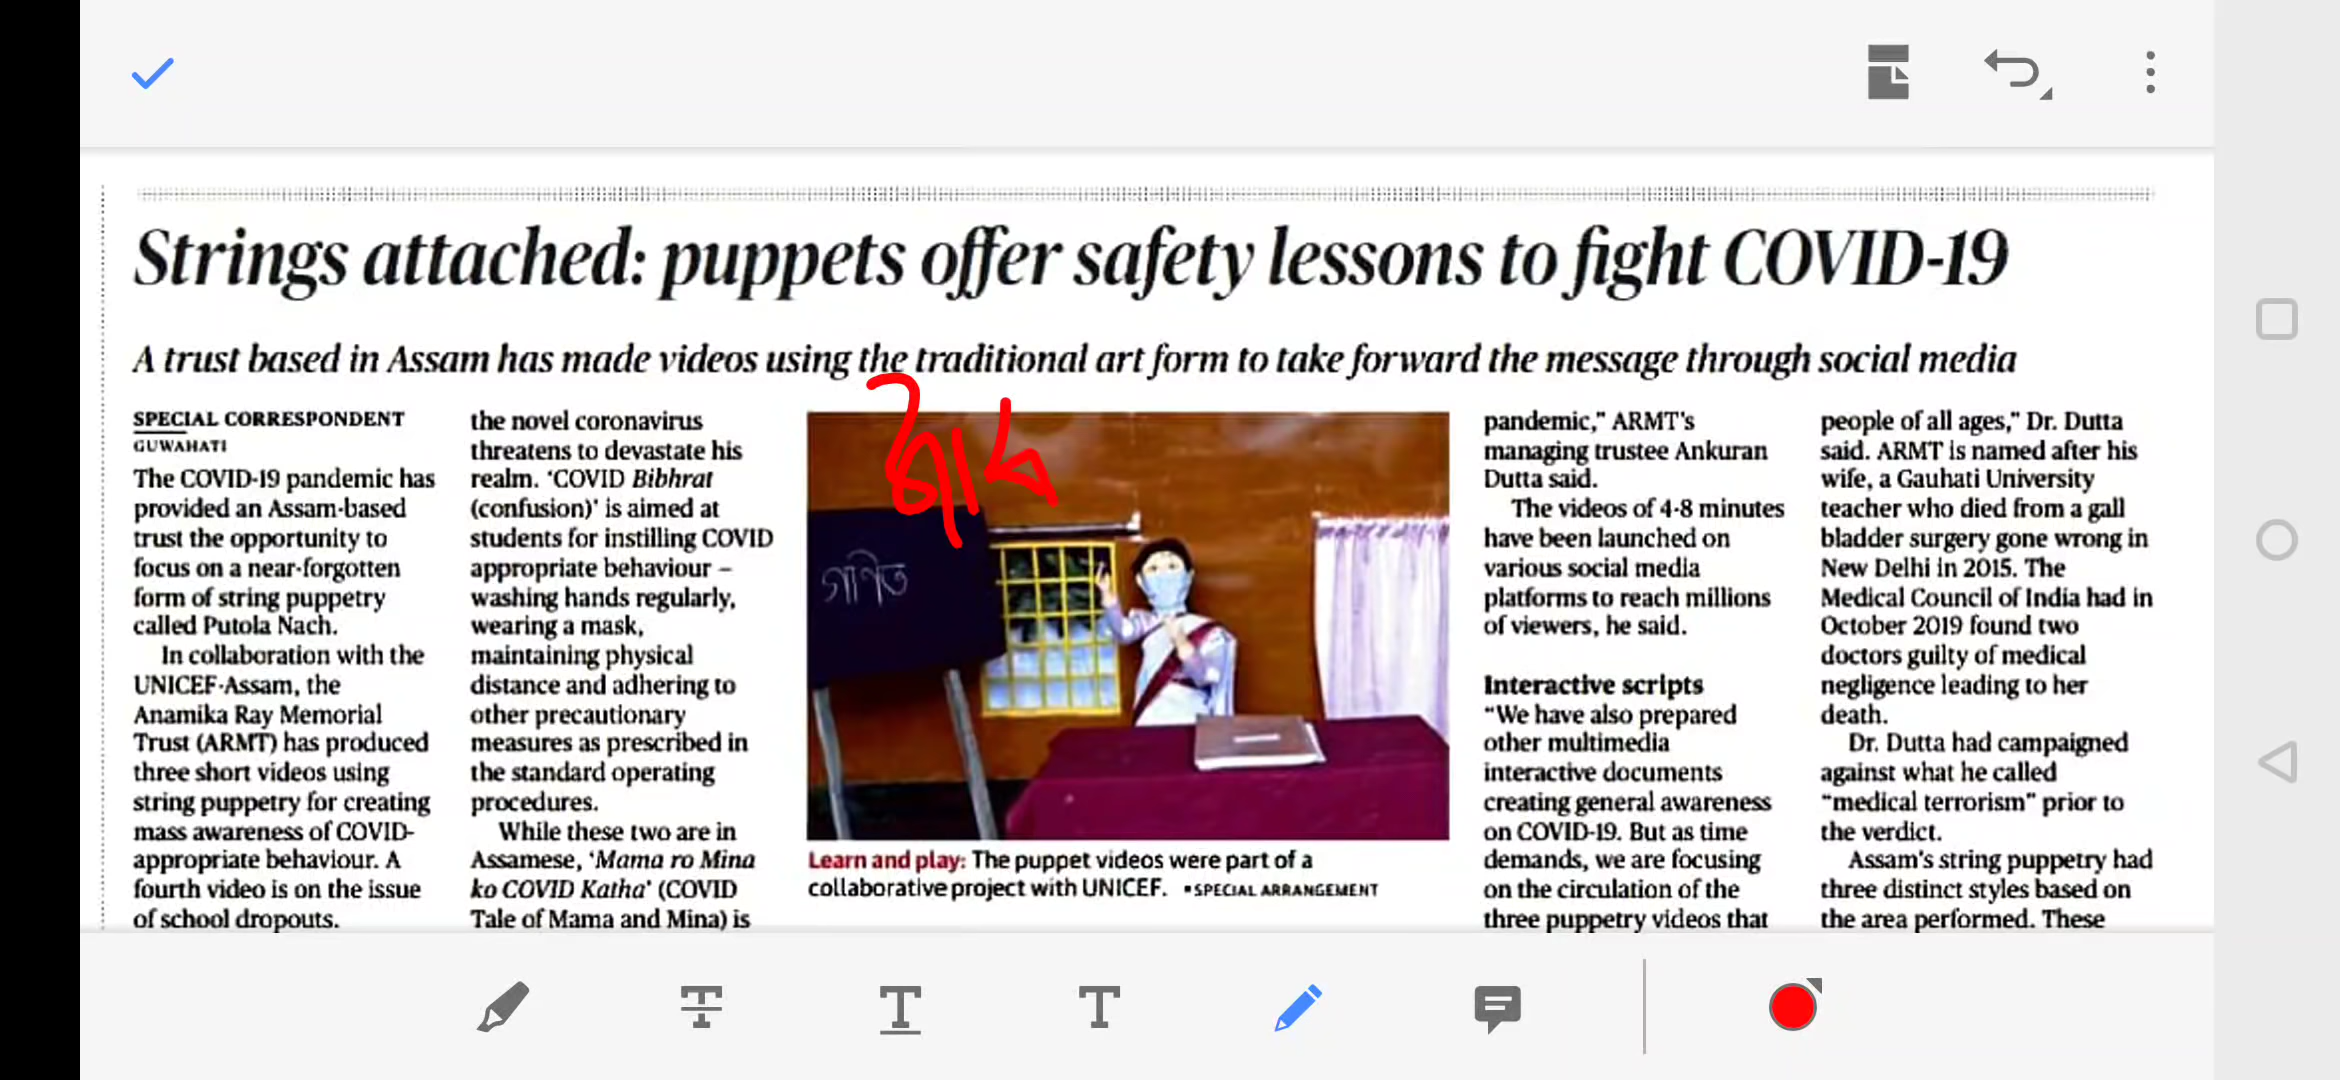 Strings attached: puppets offer safety lessons to fight COVID-19
A trust based in Assam has made videos using the traditional art form to take forward the message through social media
SPECIAL CORRESPONDENT
GUWAHATI
The COVID-19 pandemic has
provided an Assam-based
trust the opportunity to
focus on a near-forgotten
form of string puppetry
called Putola Nach.
In collaboration with the
UNICEF-Assam, the
Anamika Ray Memorial
Trust (ARMT) has produced
three short videos using
string puppetry for creating
mass awareness of COVID-
appropriate behaviour. A
fourth video is on the issue
of school dropouts.
the novel coronavirus
threatens to devastate his
realm. ‘COVID Bibhrat
(confusion)’ is aimed at
students for instilling COVID
appropriate behaviour –
washing hands regularly,
wearing a mask,
maintaining physical
distance and adhering to
other precautionary
measures as prescribed in
the standard operating
procedures.
While these two are in
Assamese, ‘Mama ro Mina
ko COVID Katha’ (COVID
Tale of Mama and Mina) is
গণিত
Learn and play: The puppet videos were part of a
collaborative project with UNICEF. ▪SPECIAL ARRANGEMENT
pandemic,” ARMT’s
managing trustee Ankuran
Dutta said.
The videos of 4-8 minutes
have been launched on
various social media
platforms to reach millions
of viewers, he said.
Interactive scripts
“We have also prepared
other multimedia
interactive documents
creating general awareness
on COVID-19. But as time
demands, we are focusing
on the circulation of the
three puppetry videos that
people of all ages,” Dr. Dutta
said. ARMT is named after his
wife, a Gauhati University
teacher who died from a gall
bladder surgery gone wrong in
New Delhi in 2015. The
Medical Council of India had in
October 2019 found two
doctors guilty of medical
negligence leading to her
death.
Dr. Dutta had campaigned
against what he called
“medical terrorism” prior to
the verdict.
Assam’s string puppetry had
three distinct styles based on
the area performed. These